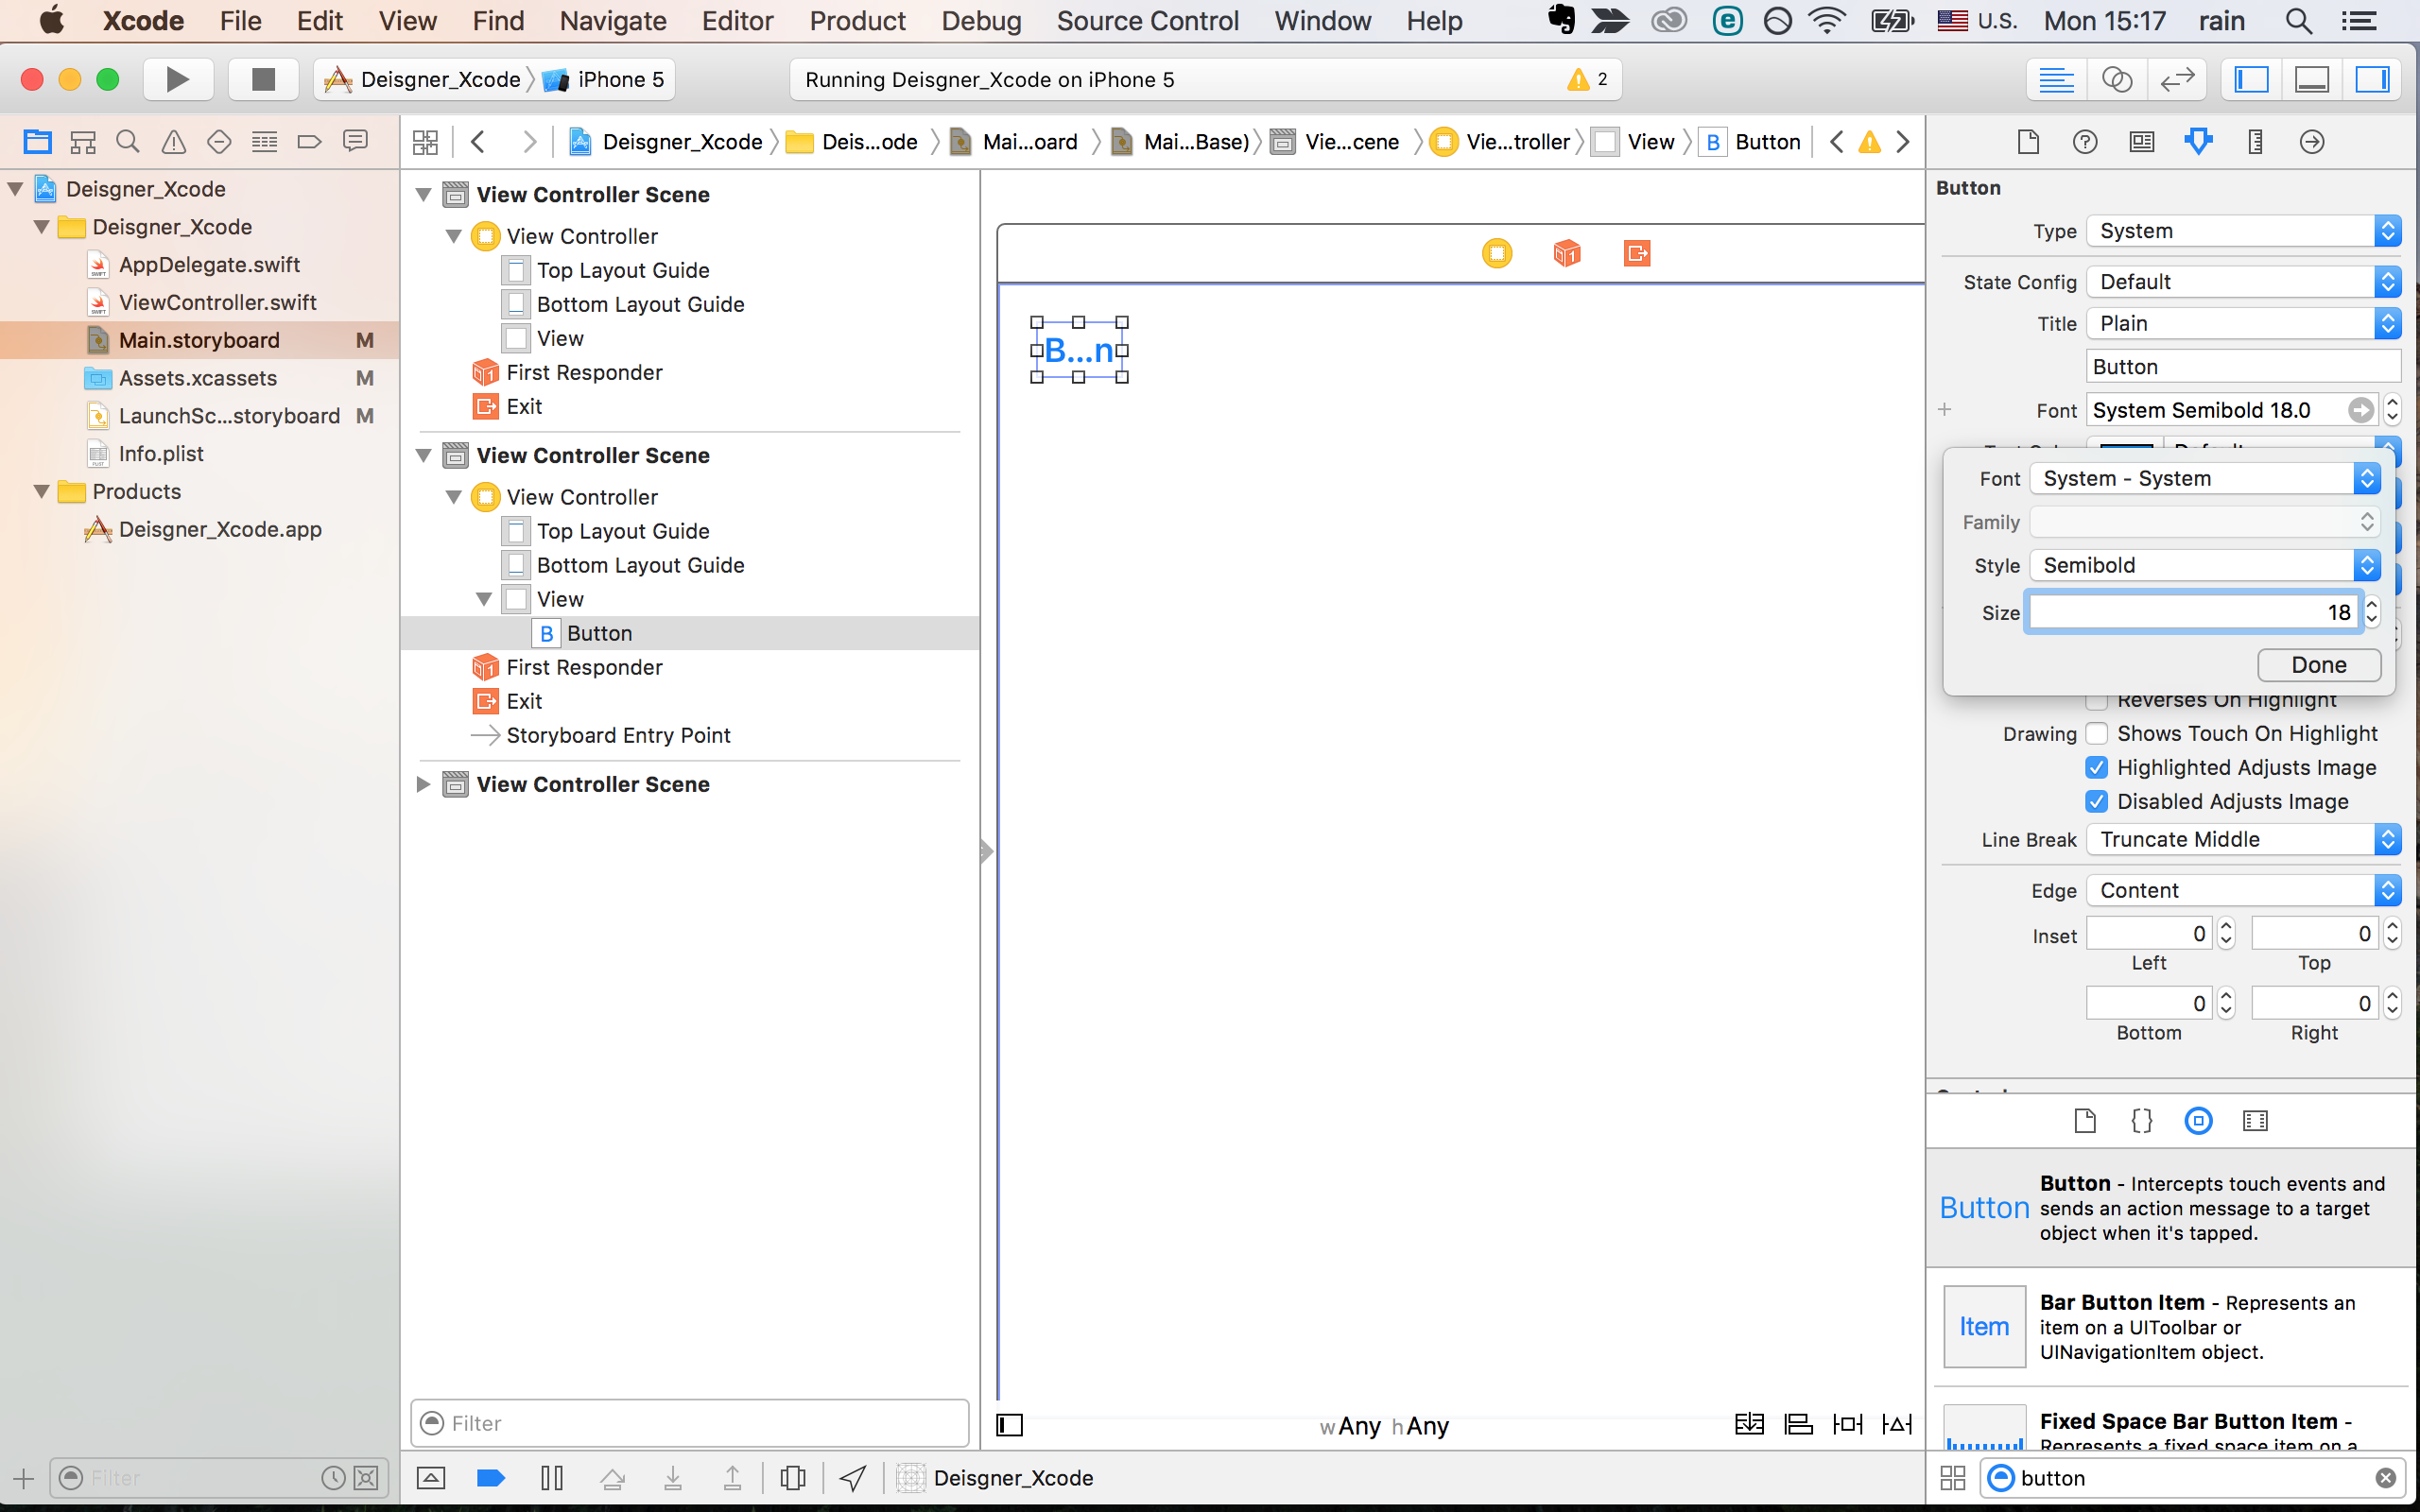 Xcode File Edit View Find Navigate Editor Product Debug Source Control Window Help U.S. Mon 15:17 rain
Deisgner_Xcode iPhone 5
Running Deisgner_Xcode on iPhone 5
2
Deisgner_Xcode Deis...ode Mai...oard Mai...Base) Vie...cene Vie...troller View B Button
Deisgner_Xcode
Deisgner_Xcode
AppDelegate.swift
ViewController.swift
Main.storyboard M
Assets.xcassets M
LaunchSc...storyboard M
Info.plist
Products
Deisgner_Xcode.app
Filter
View Controller Scene
View Controller
Top Layout Guide
Bottom Layout Guide
View
First Responder
Exit
View Controller Scene
View Controller
Top Layout Guide
Bottom Layout Guide
View
B Button
First Responder
Exit
Storyboard Entry Point
View Controller Scene
Filter
B...n
wAny hAny
Deisgner_Xcode
Button
Type System
State Config Default
Title Plain
Button
Font System Semibold 18.0
Font System - System
Family
Style Semibold
Size 18
Done
Reverses On Highlight
Drawing Shows Touch On Highlight
Highlighted Adjusts Image
Disabled Adjusts Image
Line Break Truncate Middle
Edge Content
Inset 0 0
Left Top
0 0
Bottom Right
{}
Button
Button - Intercepts touch events and
sends an action message to a target
object when it's tapped.
Item
Bar Button Item - Represents an
item on a UIToolbar or
UINavigationItem object.
Fixed Space Bar Button Item -
Represents a fixed space item on a
button